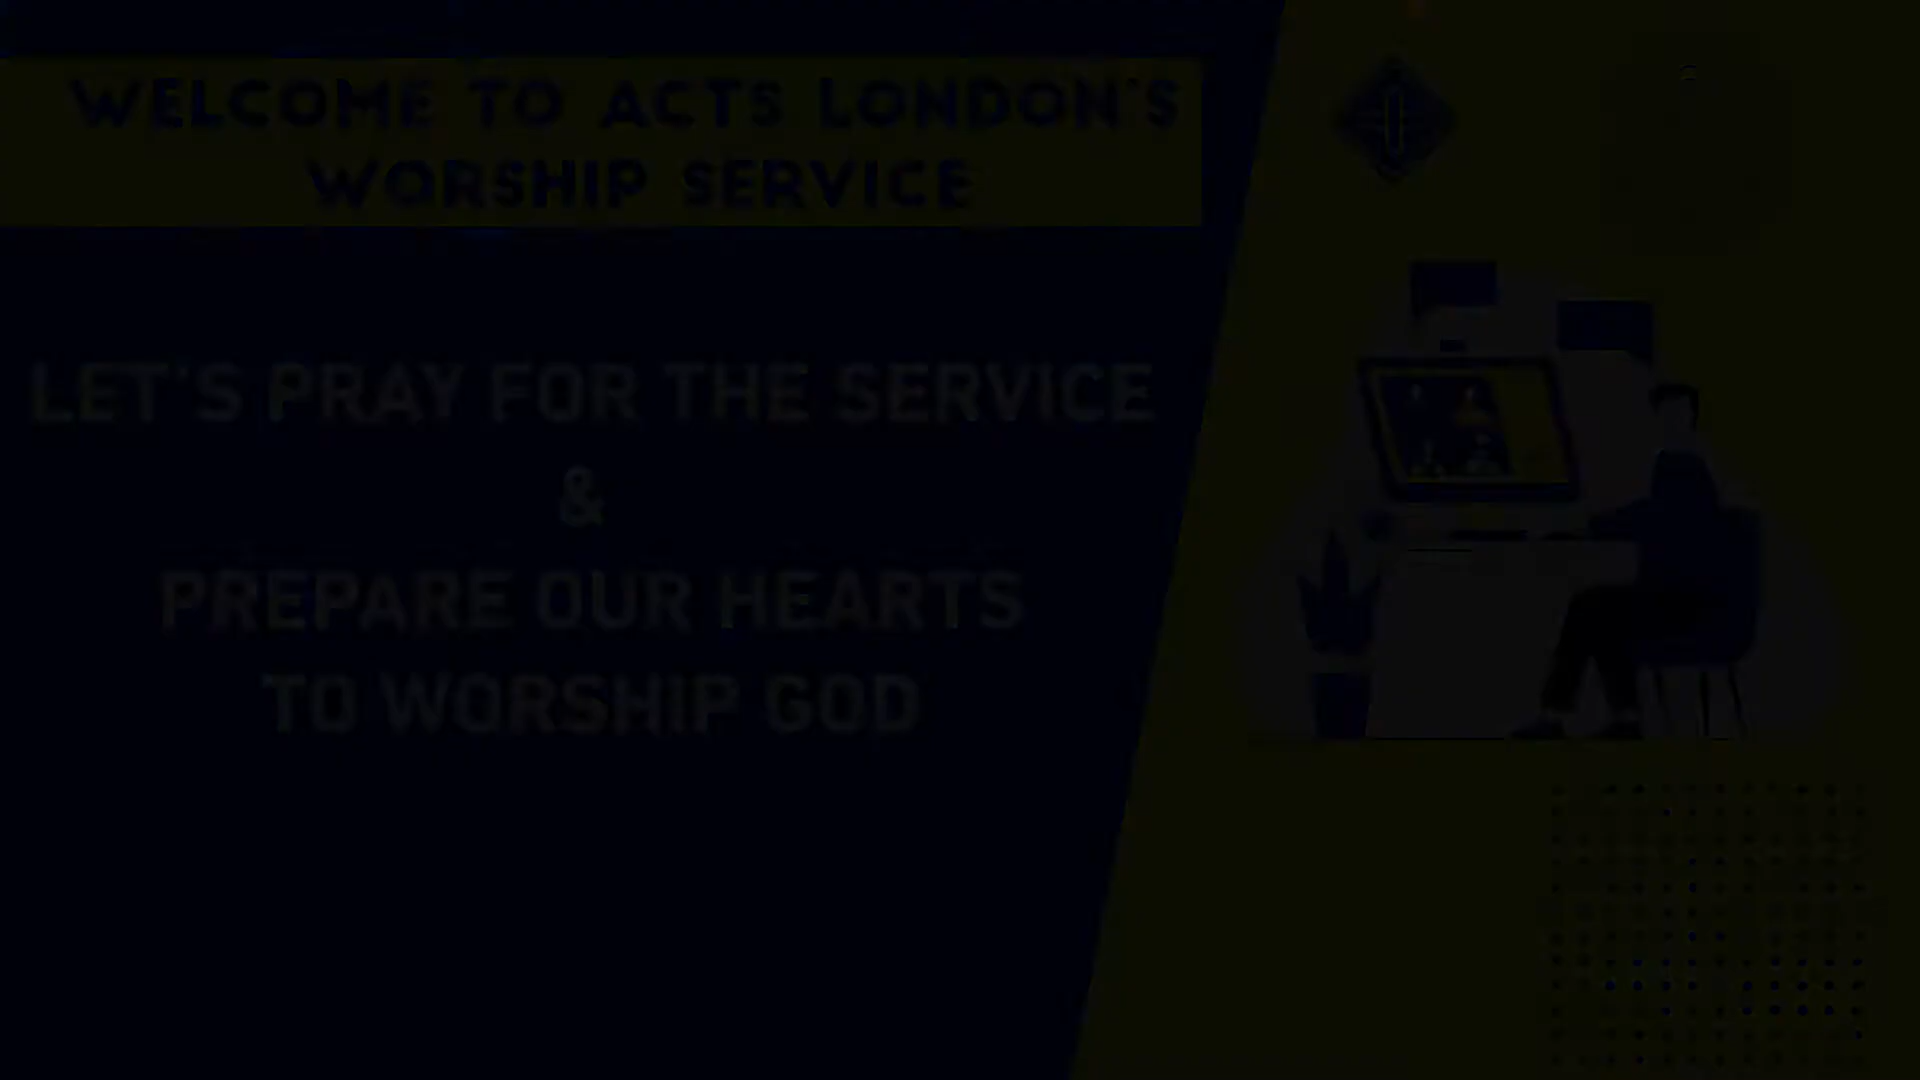 WELCOME TO ACTS LONDON'S
WORSHIP SERVICE
LET'S PRAY FOR THE SERVICE
&
PREPARE OUR HEARTS
TO WORSHIP GOD